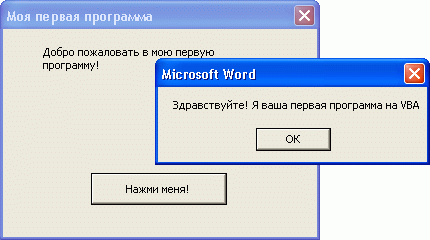 Моя первая программа
Добро пожаловать в мою первую
программу!
Microsoft Word
Здравствуйте! Я ваша первая программа на VBA
OK
Нажми меня!